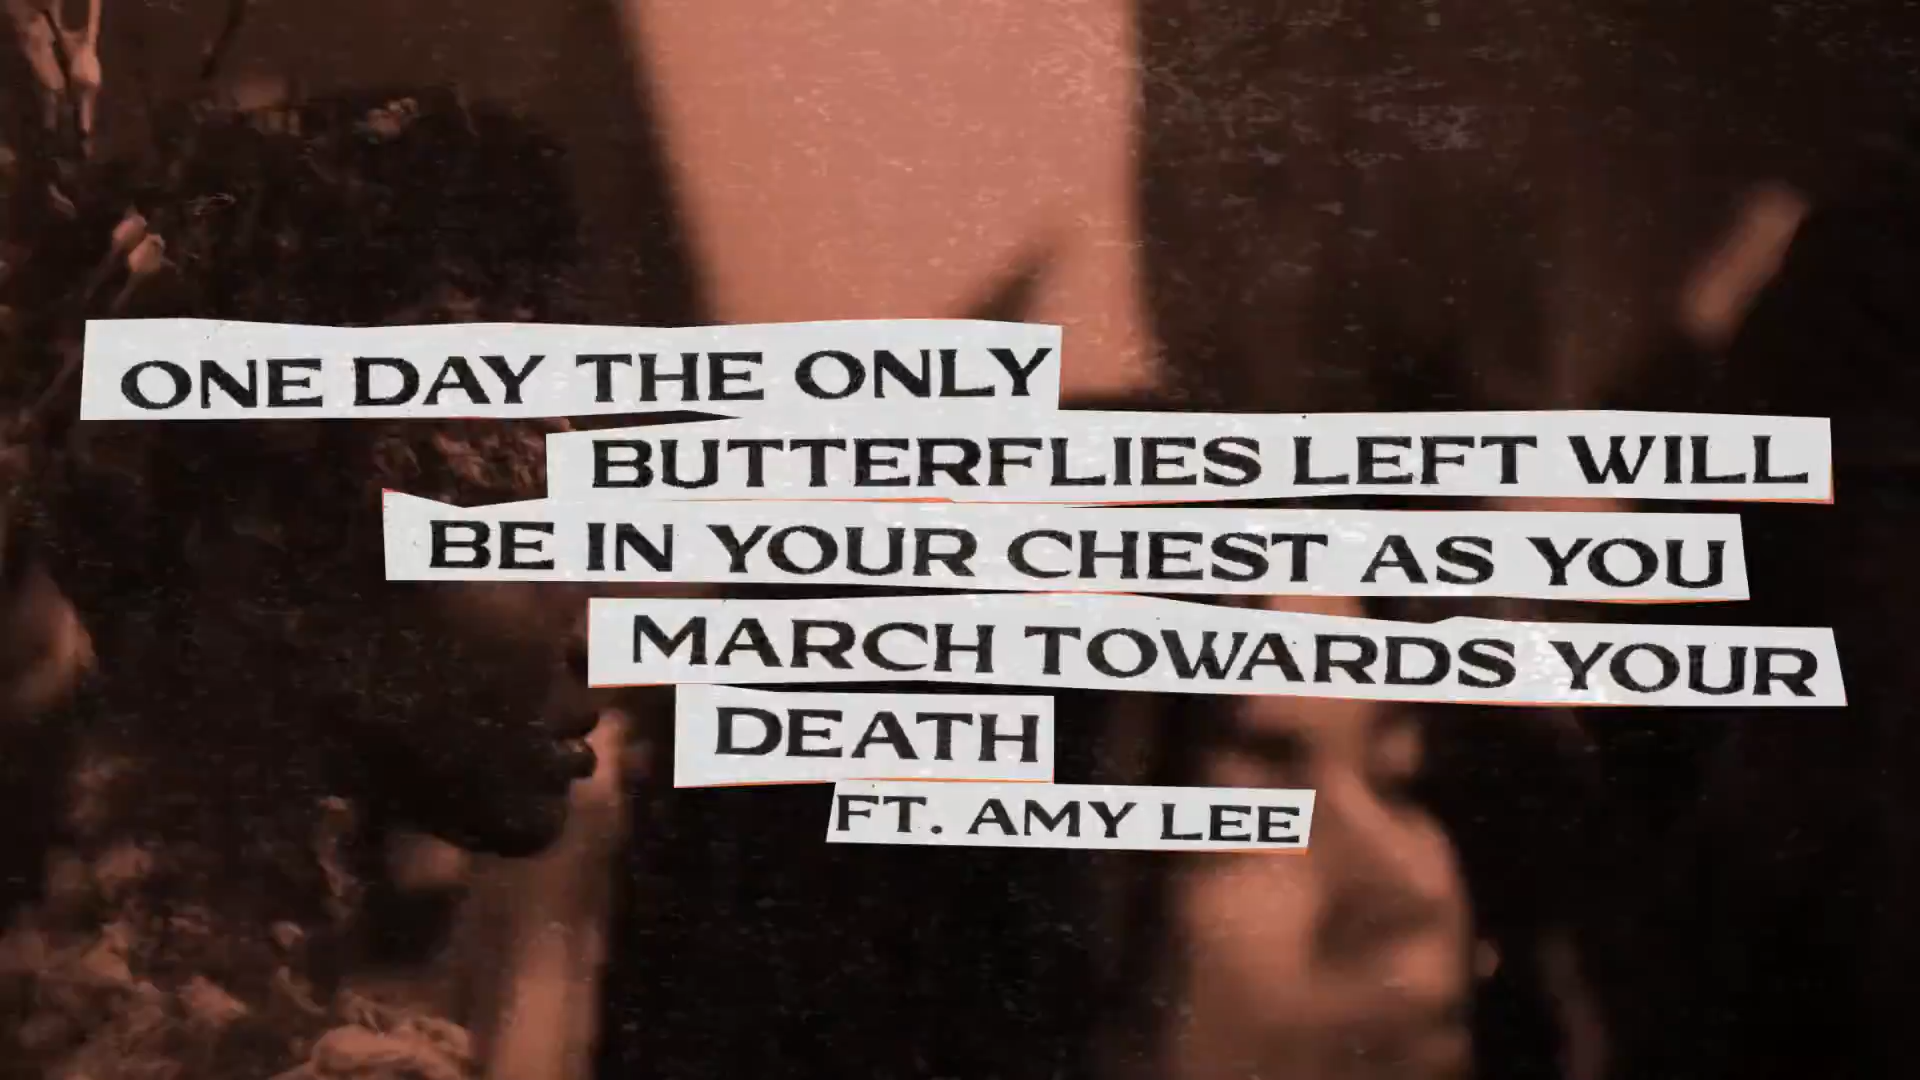 ONE DAY THE ONLY
BUTTERFLIES LEFT WILL
BE IN YOUR CHEST AS YOU
MARCH TOWARDS YOUR
DEATH
FT. AMY LEE